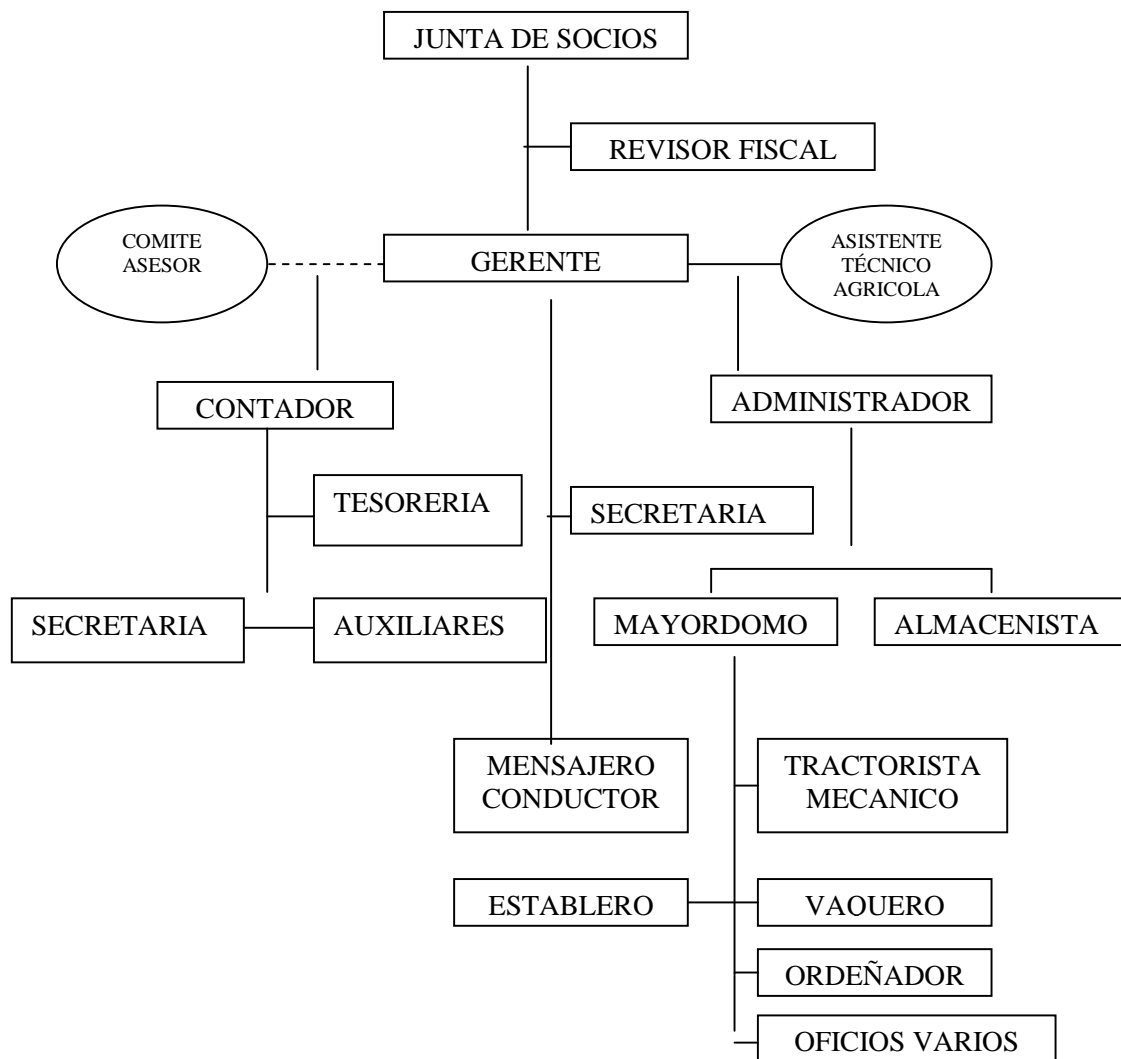 JUNTA DE SOCIOS
REVISOR FISCAL
COMITE
ASESOR
GERENTE
ASISTENTE
TÉCNICO
AGRICOLA
CONTADOR
ADMINISTRADOR
TESORERIA
SECRETARIA
SECRETARIA
AUXILIARES
MAYORDOMO
ALMACENISTA
MENSAJERO
CONDUCTOR
TRACTORISTA
MECANICO
ESTABLERO
VAQUERO
ORDEÑADOR
OFICIOS VARIOS